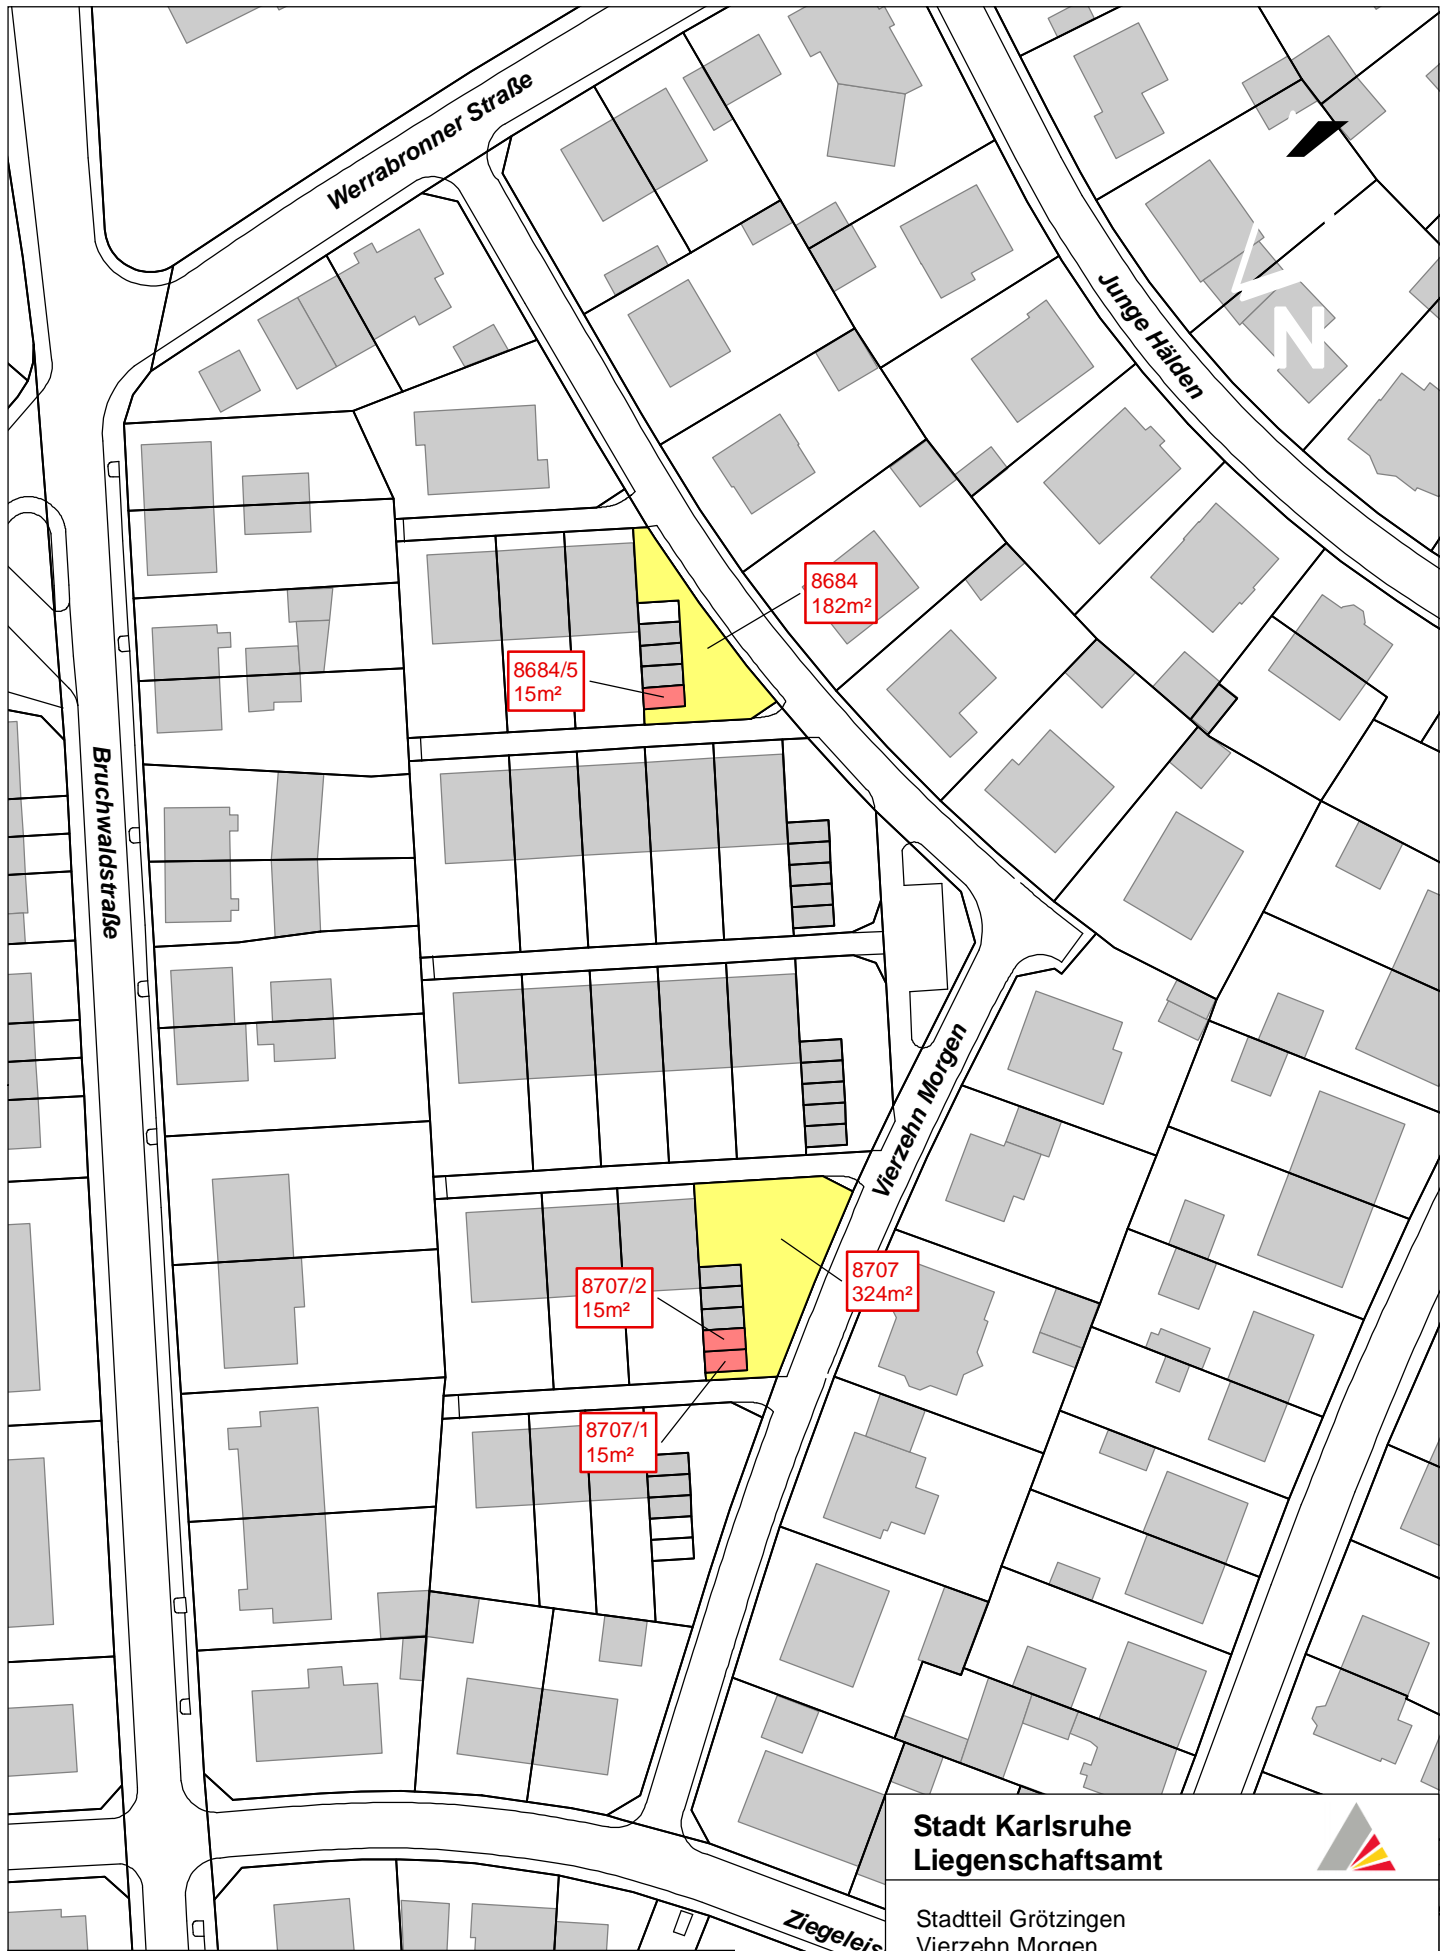 Werrabronner Straße
Junge Hälden
N
8684
182m²
8684/5
15m²
Bruchwaldstraße
Vierzehn Morgen
8707/2
15m²
8707
324m²
8707/1
15m²
Stadt Karlsruhe
Liegenschaftsamt
Stadtteil Grötzingen
Vierzehn Morgen